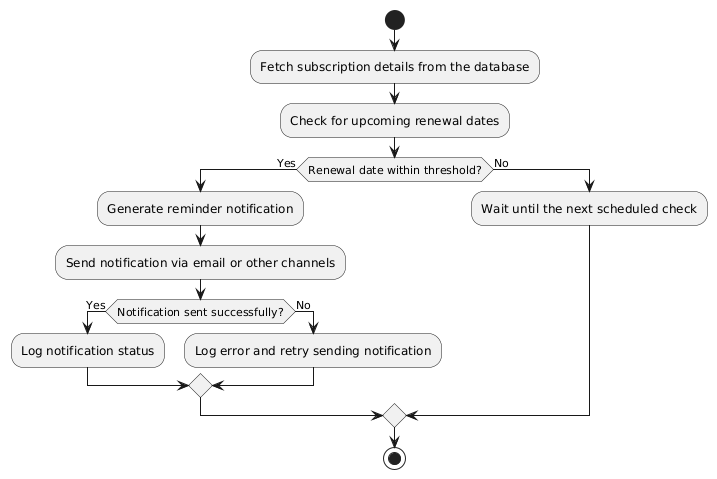 Fetch subscription details from the database
Check for upcoming renewal dates
Yes
Renewal date within threshold?
No
Generate reminder notification
Wait until the next scheduled check
Send notification via email or other channels
Yes
Notification sent successfully?
No
Log notification status
Log error and retry sending notification